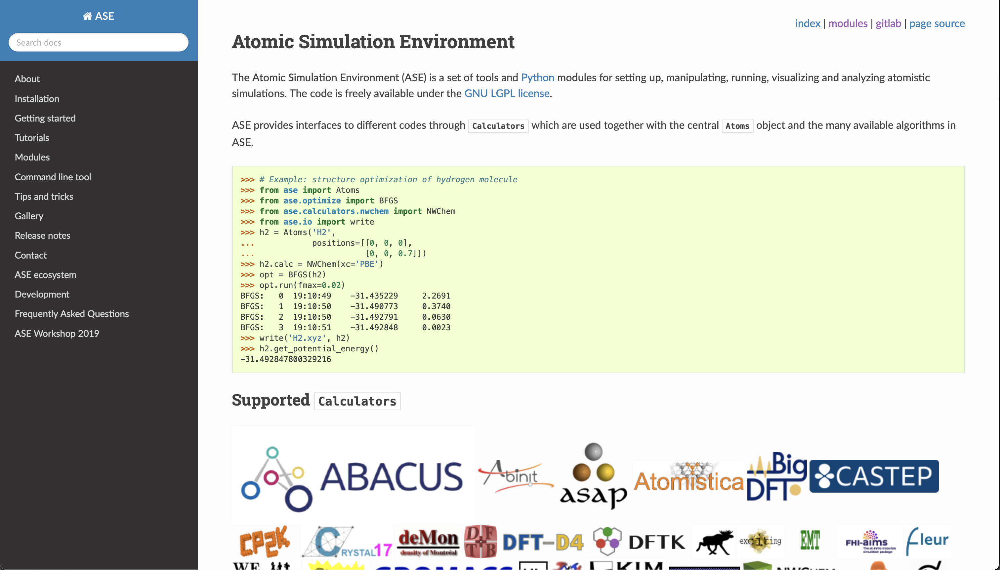 ASE
Search docs
About
Installation
Getting started
Tutorials
Modules
Command line tool
Tips and tricks
Gallery
Release notes
Contact
ASE ecosystem
Development
Frequently Asked Questions
ASE Workshop 2019
index | modules | gitlab | page source
Atomic Simulation Environment
The Atomic Simulation Environment (ASE) is a set of tools and Python modules for setting up, manipulating, running, visualizing and analyzing atomistic
simulations. The code is freely available under the GNU LGPL license.
ASE provides interfaces to different codes through Calculators which are used together with the central Atoms object and the many available algorithms in
ASE.
>>> # Example: structure optimization of hydrogen molecule
>>> from ase import Atoms
>>> from ase.optimize import BFGS
>>> from ase.calculators.nwchem import NWChem
>>> from ase.io import write
>>> h2 = Atoms('H2',
...            positions=[[0, 0, 0],
...                       [0, 0, 0.7]])
>>> h2.calc = NWChem(xc='PBE')
>>> opt = BFGS(h2)
>>> opt.run(fmax=0.02)
BFGS:   0  19:10:49    -31.435229     2.2691
BFGS:   1  19:10:50    -31.490773     0.3740
BFGS:   2  19:10:50    -31.492791     0.0630
BFGS:   3  19:10:51    -31.492848     0.0023
>>> write('H2.xyz', h2)
>>> h2.get_potential_energy()
-31.492847800329216
Supported Calculators
ABACUS Abinit asap Atomistica BigDFT CASTEP
CP2K CRYSTAL17 deMon density of Montréal DFTB DFT-D4 DFTK exciting EMT FHI-aims The ab initio materials simulation package fleur
GROMACS KIM NWCHEM